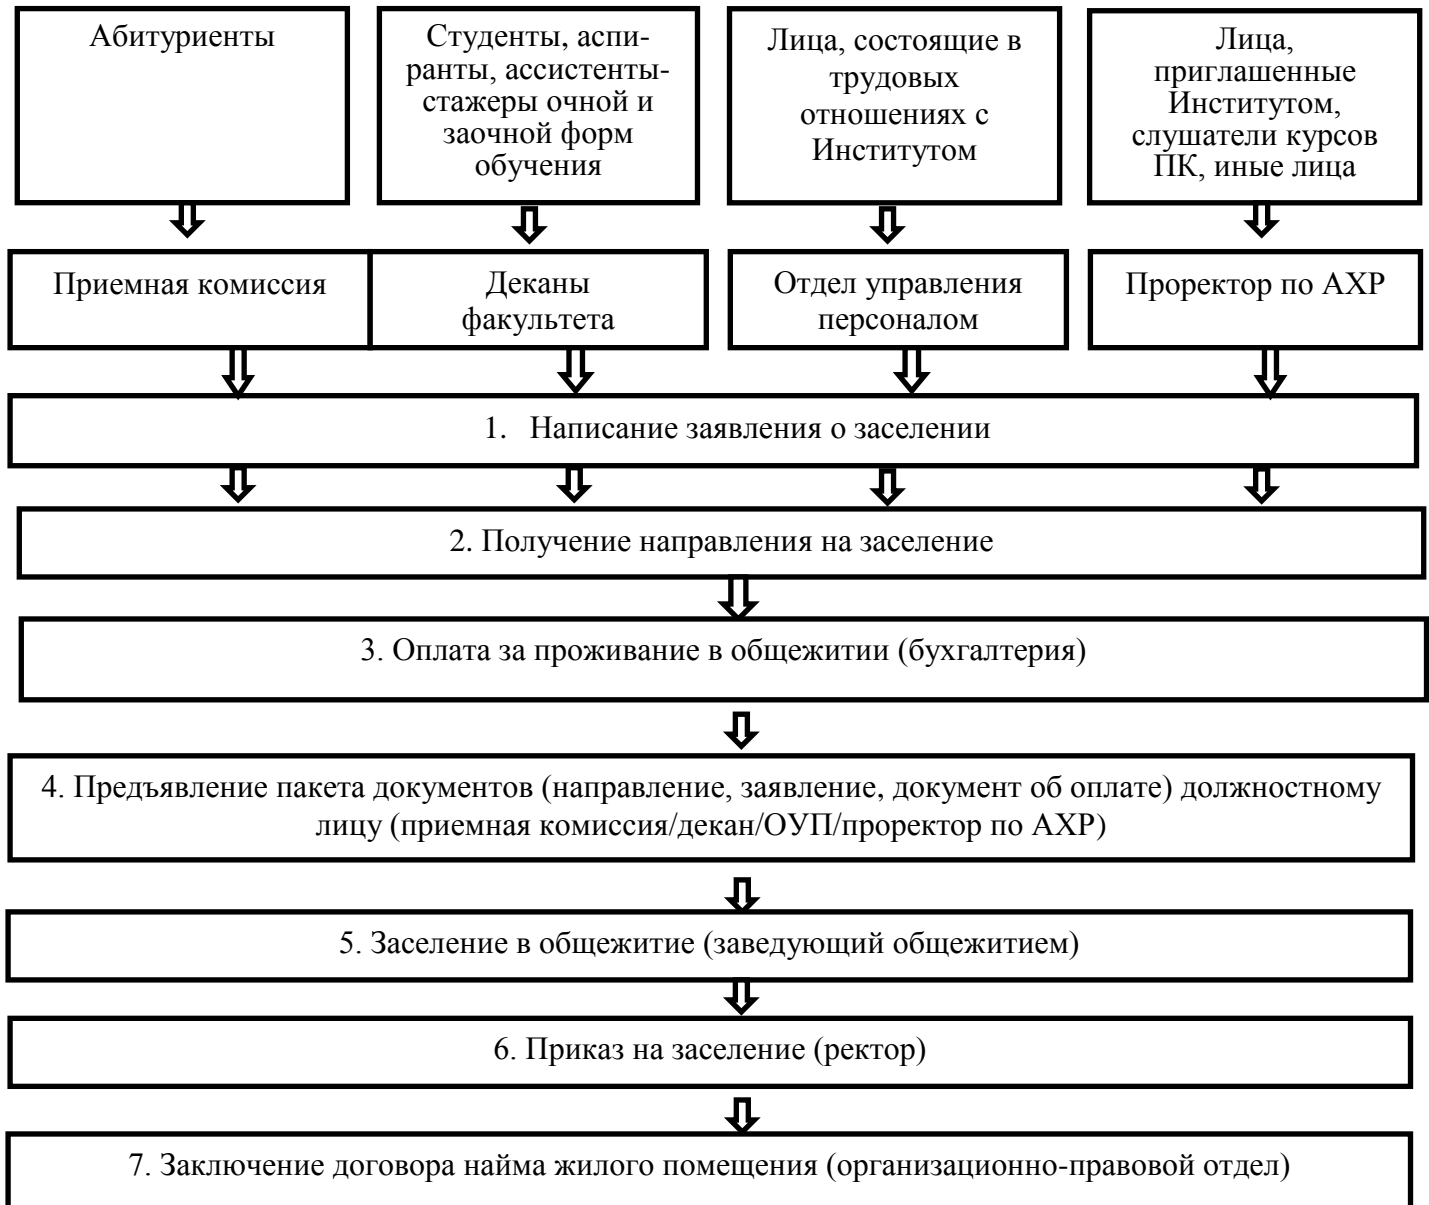 Абитуриенты
Студенты, аспи-
ранты, ассистенты-
стажеры очной и
заочной форм
обучения
Лица, состоящие в
трудовых
отношениях с
Институтом
Лица,
приглашенные
Институтом,
слушатели курсов
ПК, иные лица
Приемная комиссия
Деканы
факультета
Отдел управления
персоналом
Проректор по АХР
1. Написание заявления о заселении
2. Получение направления на заселение
3. Оплата за проживание в общежитии (бухгалтерия)
4. Предъявление пакета документов (направление, заявление, документ об оплате) должностному
лицу (приемная комиссия/декан/ОУП/проректор по АХР)
5. Заселение в общежитие (заведующий общежитием)
6. Приказ на заселение (ректор)
7. Заключение договора найма жилого помещения (организационно-правовой отдел)